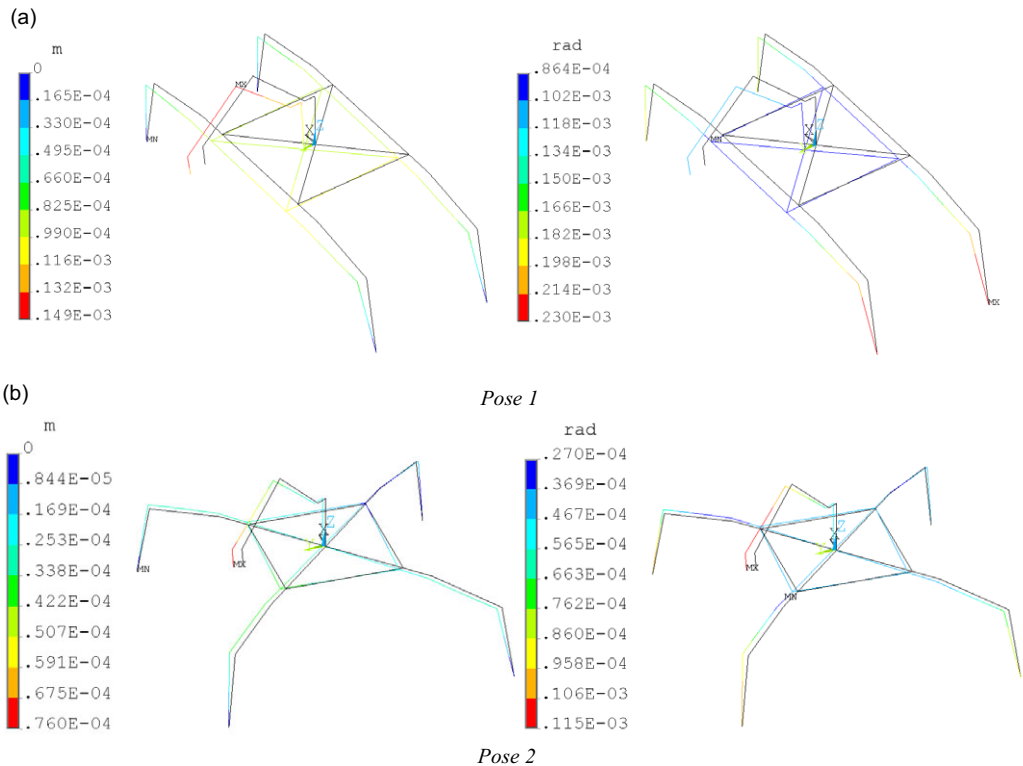 (a)
m
0
.165E-04
.330E-04
.495E-04
.660E-04
.825E-04
.990E-04
.116E-03
.132E-03
.149E-03
MX
MN
X
Z
rad
.864E-04
.102E-03
.118E-03
.134E-03
.150E-03
.166E-03
.182E-03
.198E-03
.214E-03
.230E-03
MN
X
Z
MX
Pose 1
(b)
m
0
.844E-05
.169E-04
.253E-04
.338E-04
.422E-04
.507E-04
.591E-04
.675E-04
.760E-04
MN
MX
Z
rad
.270E-04
.369E-04
.467E-04
.565E-04
.663E-04
.762E-04
.860E-04
.958E-04
.106E-03
.115E-03
MX
MN
Z
Pose 2